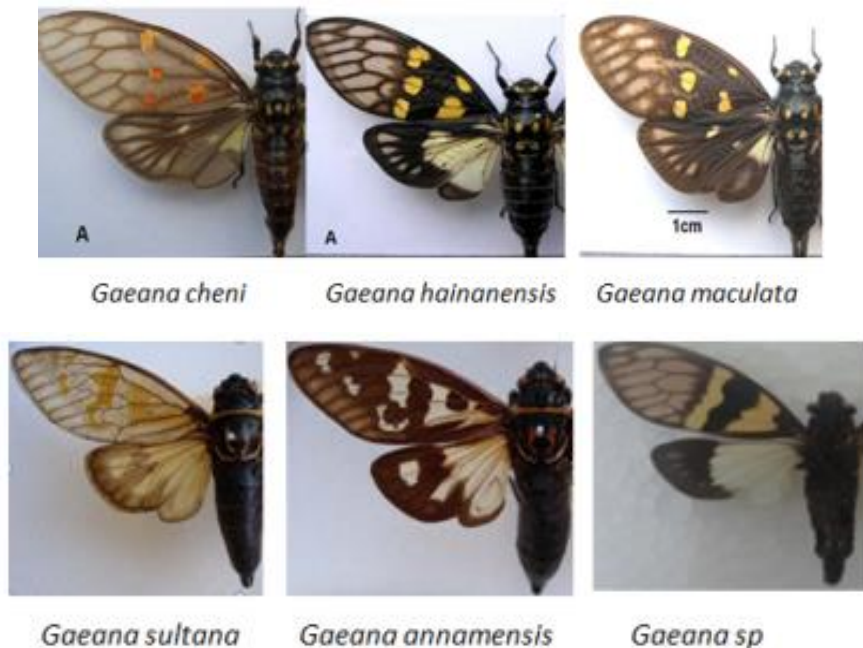 A
A
1cm
Gaeana cheni
Gaeana hainanensis
Gaeana maculata
Gaeana sultana
Gaeana annamensis
Gaeana sp